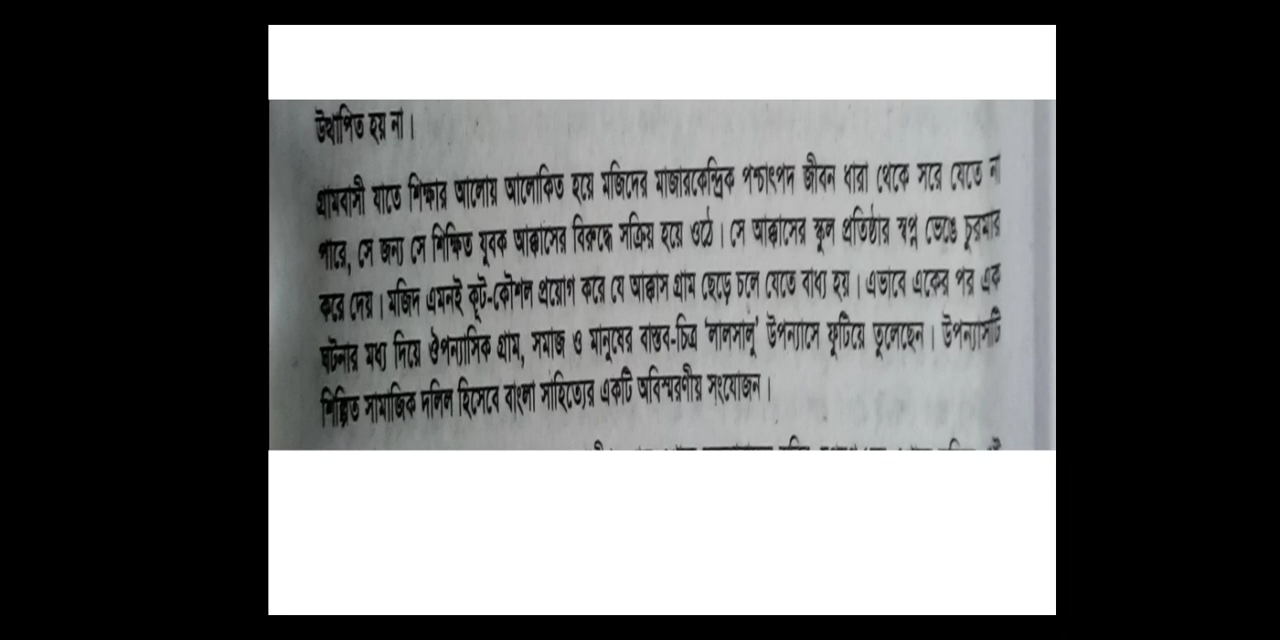 উত্থাপিত হয় না।
গ্রামবাসী যাতে শিক্ষার আলোয় আলোকিত হয়ে মজিদের মাজারকেন্দ্রিক পশ্চাৎপদ জীবন ধারা থেকে সরে যেতে না
পারে, সে জন্য সে শিক্ষিত যুবক আক্কাসের বিরুদ্ধে সক্রিয় হয়ে ওঠে। সে আক্কাসের স্কুল প্রতিষ্ঠার স্বপ্ন ভেঙে চুরমার
করে দেয়। মজিদ এমনই কূট-কৌশল প্রয়োগ করে যে আক্কাস গ্রাম ছেড়ে চলে যেতে বাধ্য হয়। এভাবে একের পর এক
ঘটনার মধ্য দিয়ে ঔপন্যাসিক গ্রাম, সমাজ ও মানুষের বাস্তব-চিত্র 'লালসালু' উপন্যাসে ফুটিয়ে তুলেছেন। উপন্যাসটি
শিল্পিত সামাজিক দলিল হিসেবে বাংলা সাহিত্যের একটি অবিস্মরণীয় সংযোজন।